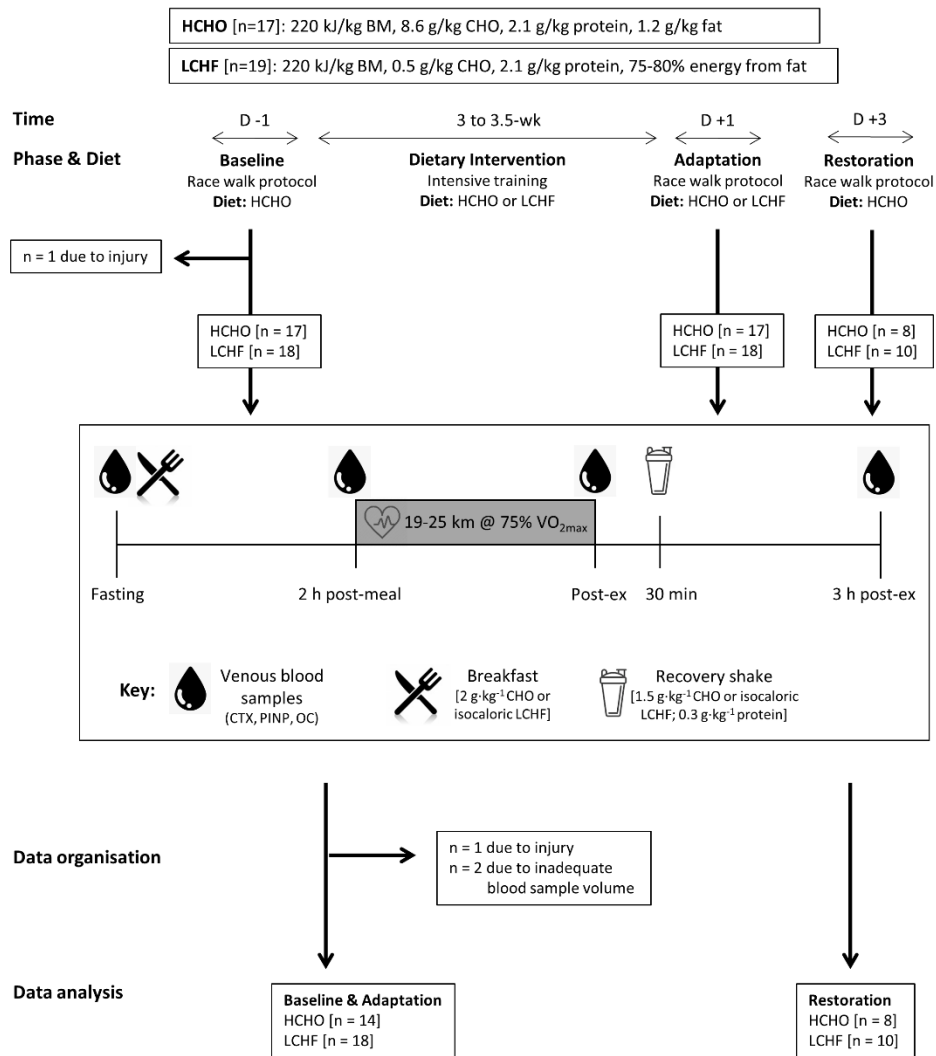 HCHO [n=17]: 220 kJ/kg BM, 8.6 g/kg CHO, 2.1 g/kg protein, 1.2 g/kg fat
LCHF [n=19]: 220 kJ/kg BM, 0.5 g/kg CHO, 2.1 g/kg protein, 75-80% energy from fat
Time
D -1
3 to 3.5-wk
D +1
D +3
Phase & Diet
Baseline
Race walk protocol
Diet: HCHO
Dietary Intervention
Intensive training
Diet: HCHO or LCHF
Adaptation
Race walk protocol
Diet: HCHO or LCHF
Restoration
Race walk protocol
Diet: HCHO
n = 1 due to injury
HCHO [n = 17]
LCHF [n = 18]
HCHO [n = 17]
LCHF [n = 18]
HCHO [n = 8]
LCHF [n = 10]
19-25 km @ 75% VO2max
Fasting
2 h post-meal
Post-ex
30 min
3 h post-ex
Key:
Venous blood
samples
(CTX, PINP, OC)
Breakfast
[2 g·kg⁻¹ CHO or
isocaloric LCHF]
Recovery shake
[1.5 g·kg⁻¹ CHO or isocaloric
LCHF; 0.3 g·kg⁻¹ protein]
Data organisation
n = 1 due to injury
n = 2 due to inadequate
blood sample volume
Data analysis
Baseline & Adaptation
HCHO [n = 14]
LCHF [n = 18]
Restoration
HCHO [n = 8]
LCHF [n = 10]